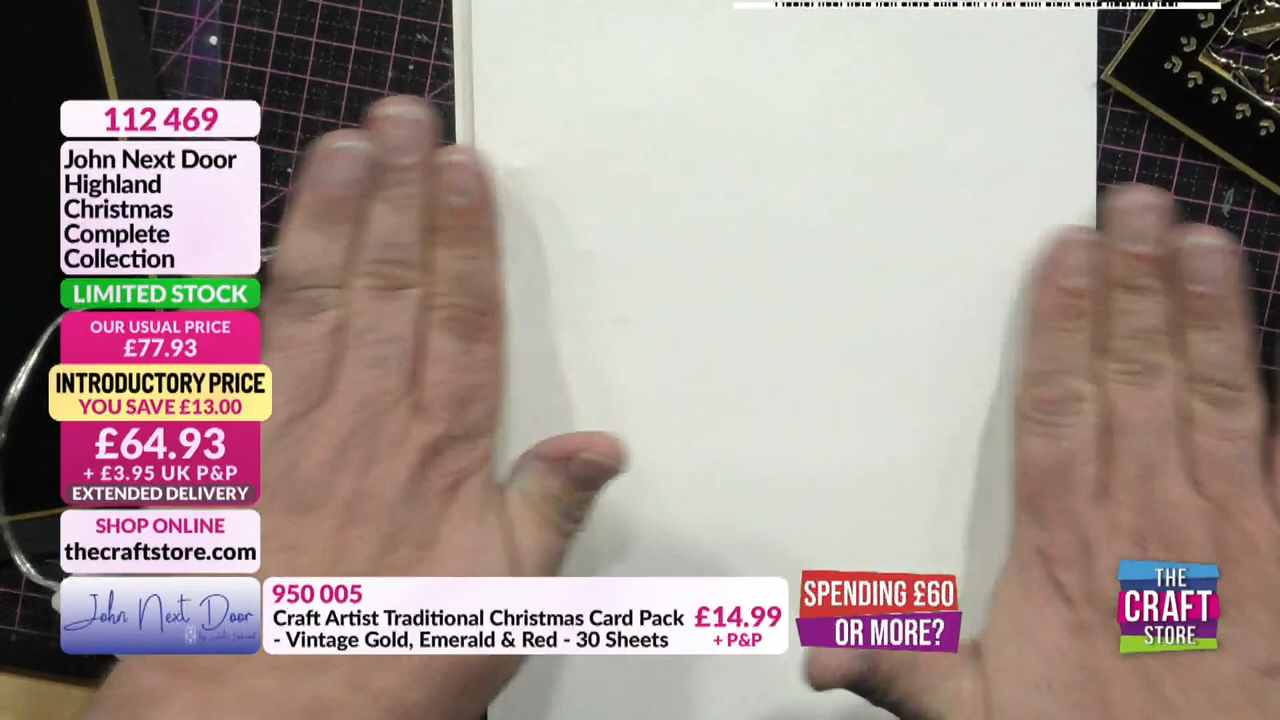 112 469
John Next Door
Highland
Christmas
Complete
Collection
LIMITED STOCK
OUR USUAL PRICE
£77.93
INTRODUCTORY PRICE
YOU SAVE £13.00
£64.93
+ £3.95 UK P&P
EXTENDED DELIVERY
SHOP ONLINE
thecraftstore.com
John Next Door
950 005
Craft Artist Traditional Christmas Card Pack
- Vintage Gold, Emerald & Red - 30 Sheets
£14.99
+ P&P
SPENDING £60
OR MORE?
THE
CRAFT
STORE